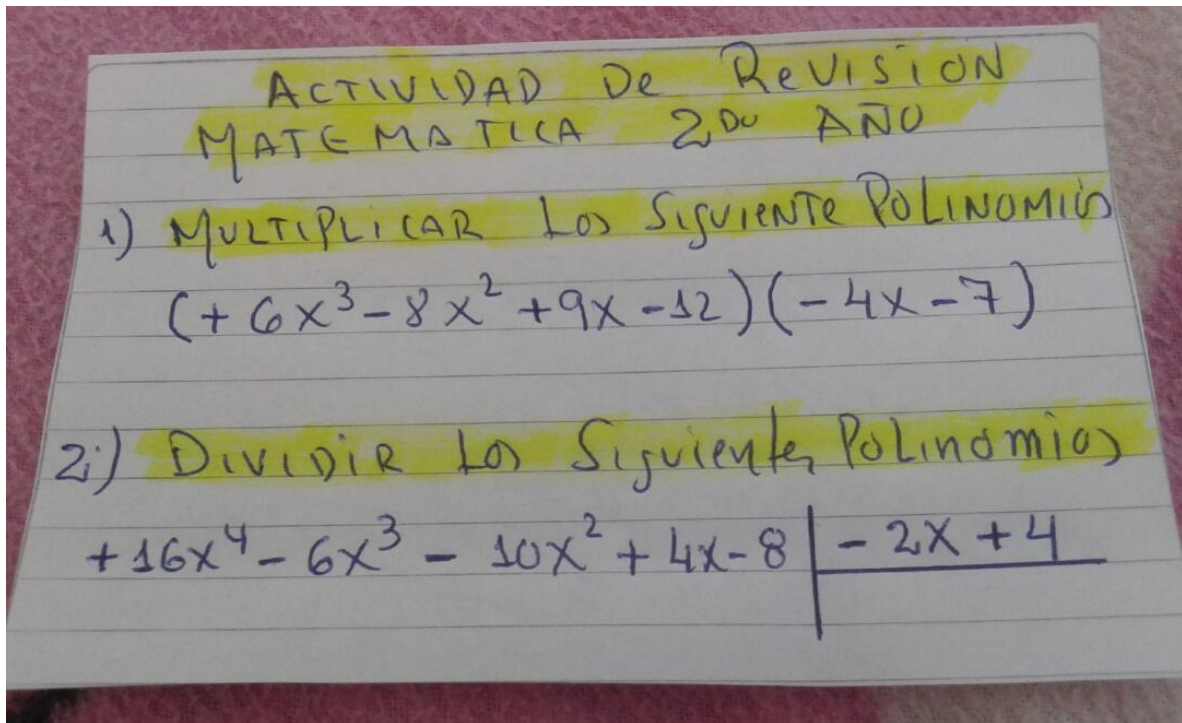 ACTIVIDAD De ReVISION
MATEMATICA 2DO AÑO
1) MULTIPLICAR Los SiguIENTe POLINOMIOS
(+6x³-8x²+9x-12)(-4x-7)
2;) DIVIDIR Los Siguientes POLinomios
+16x⁴-6x³-10x²+4x-8|-2x+4